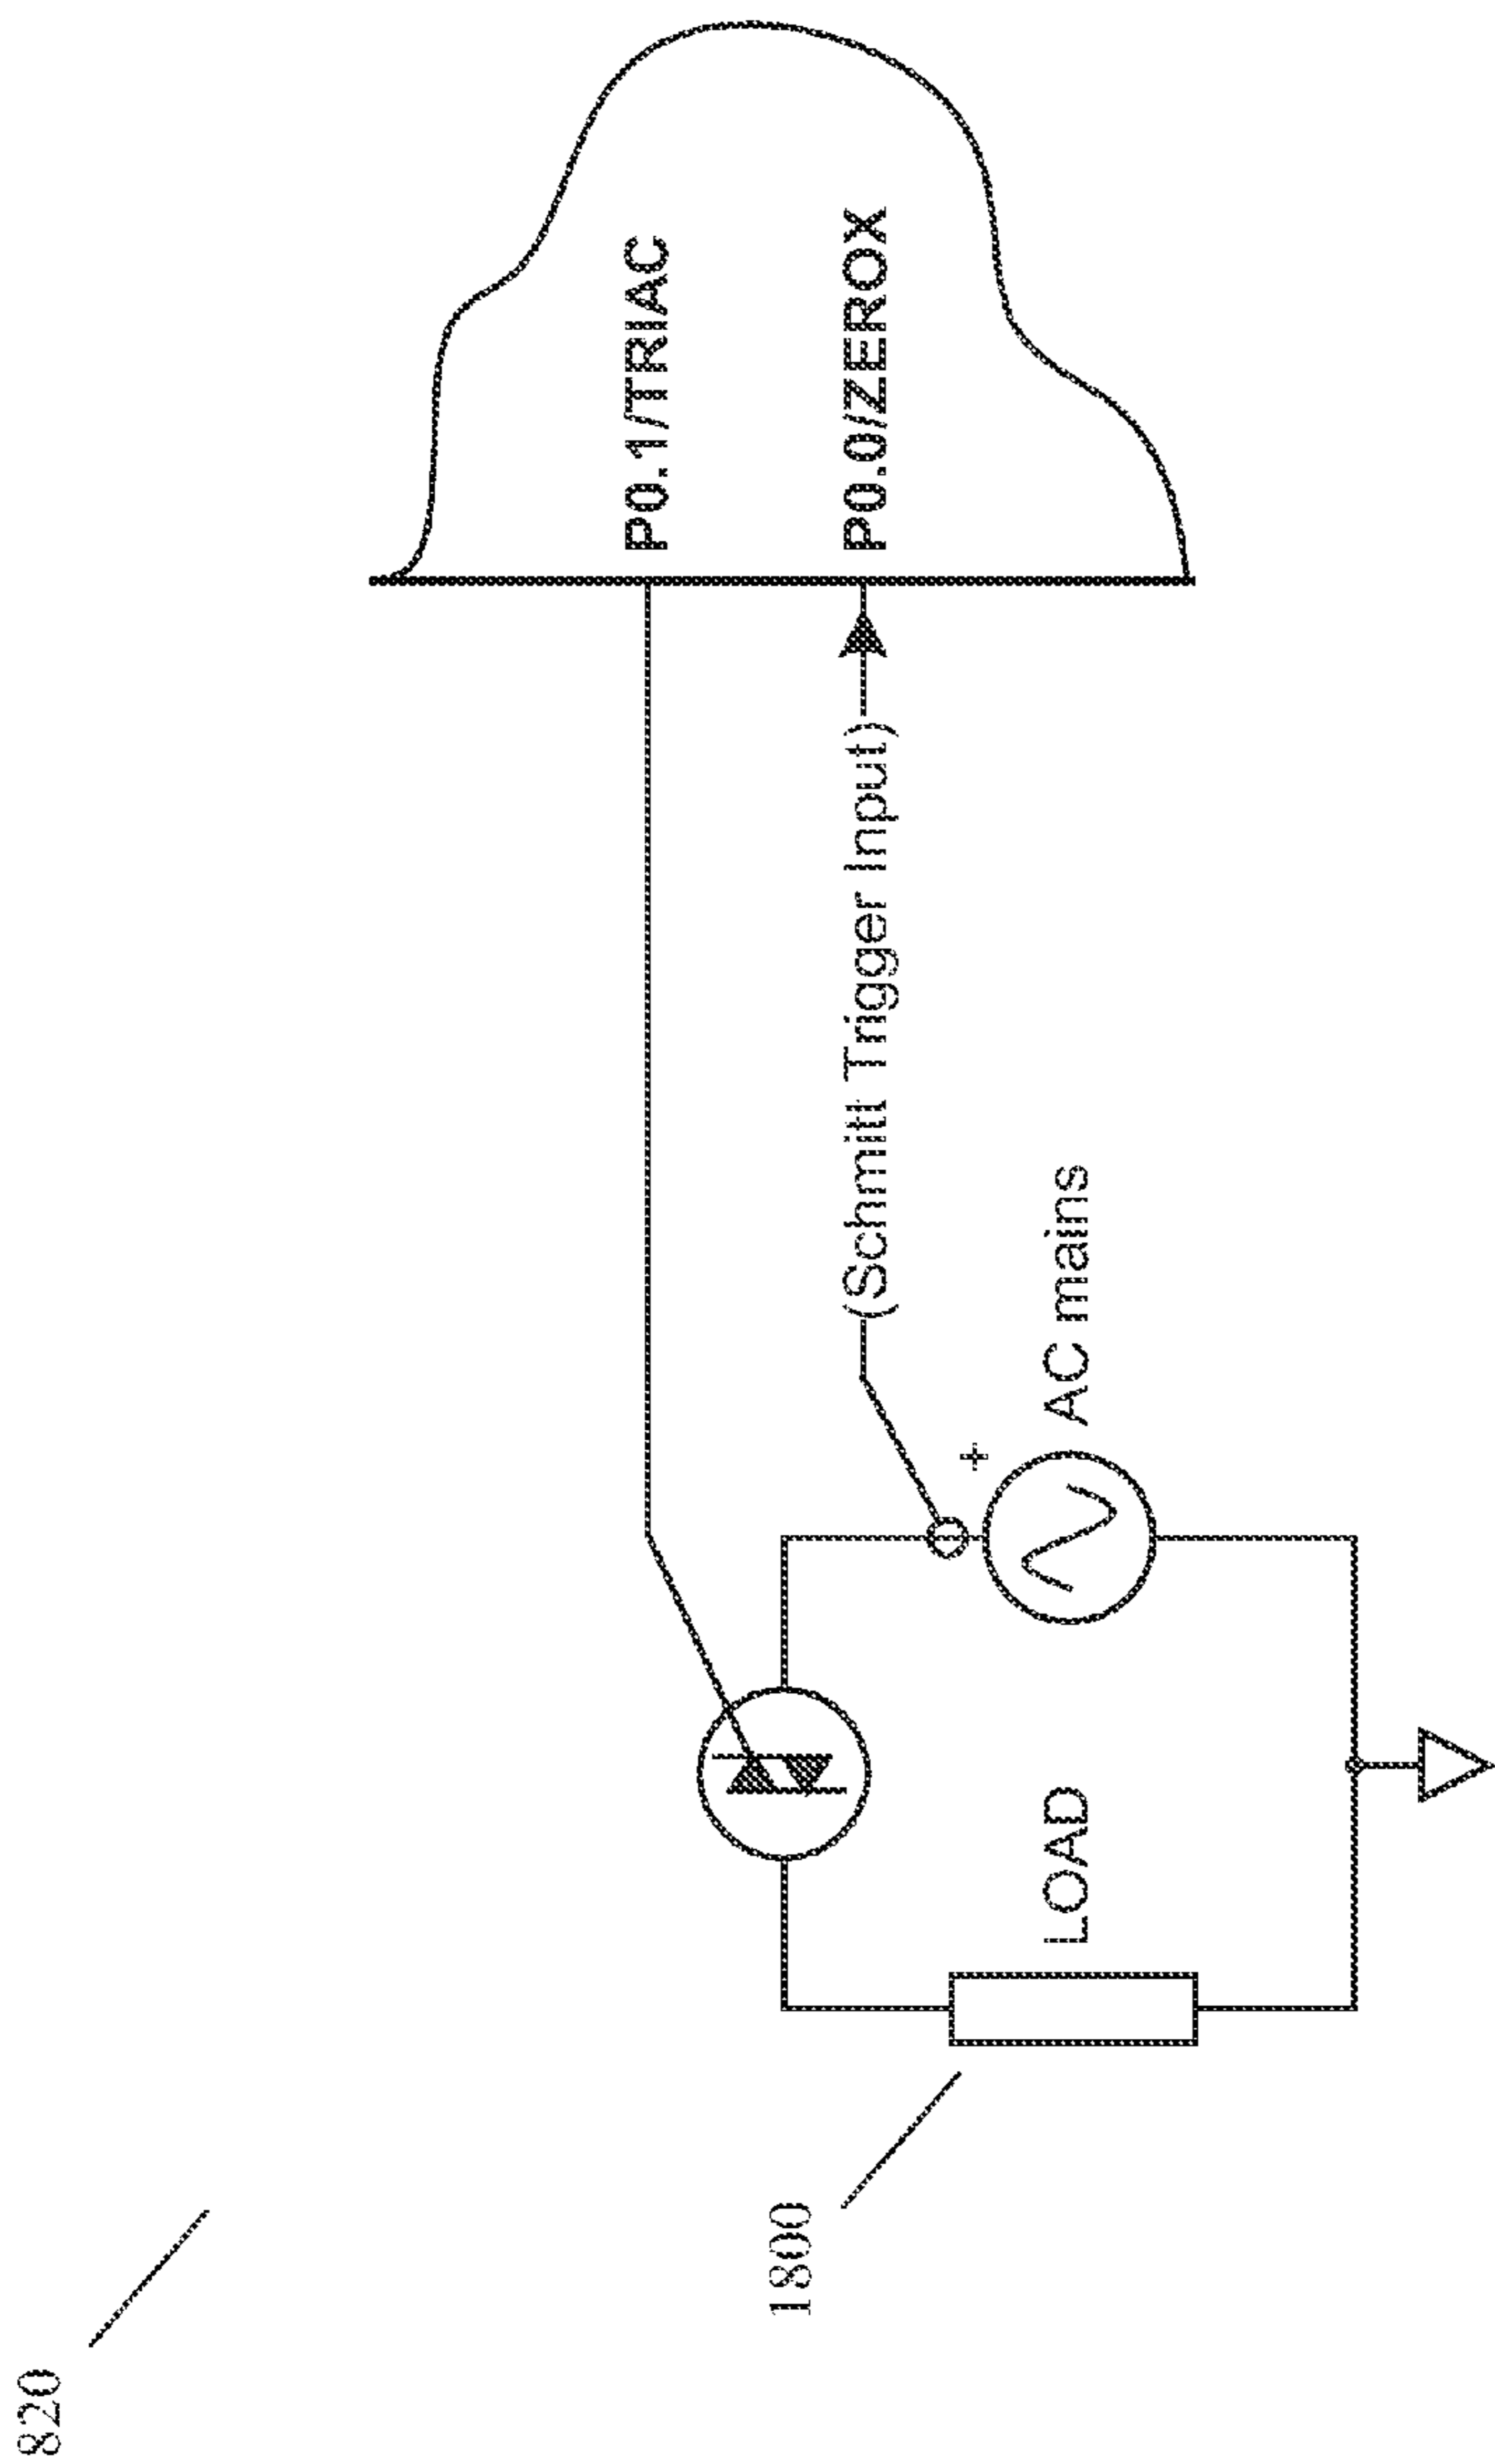 820
P0.1/TRIAC
(Schmitt Trigger Input)
P0.0/ZEROX
1800
+
LOAD
AC mains